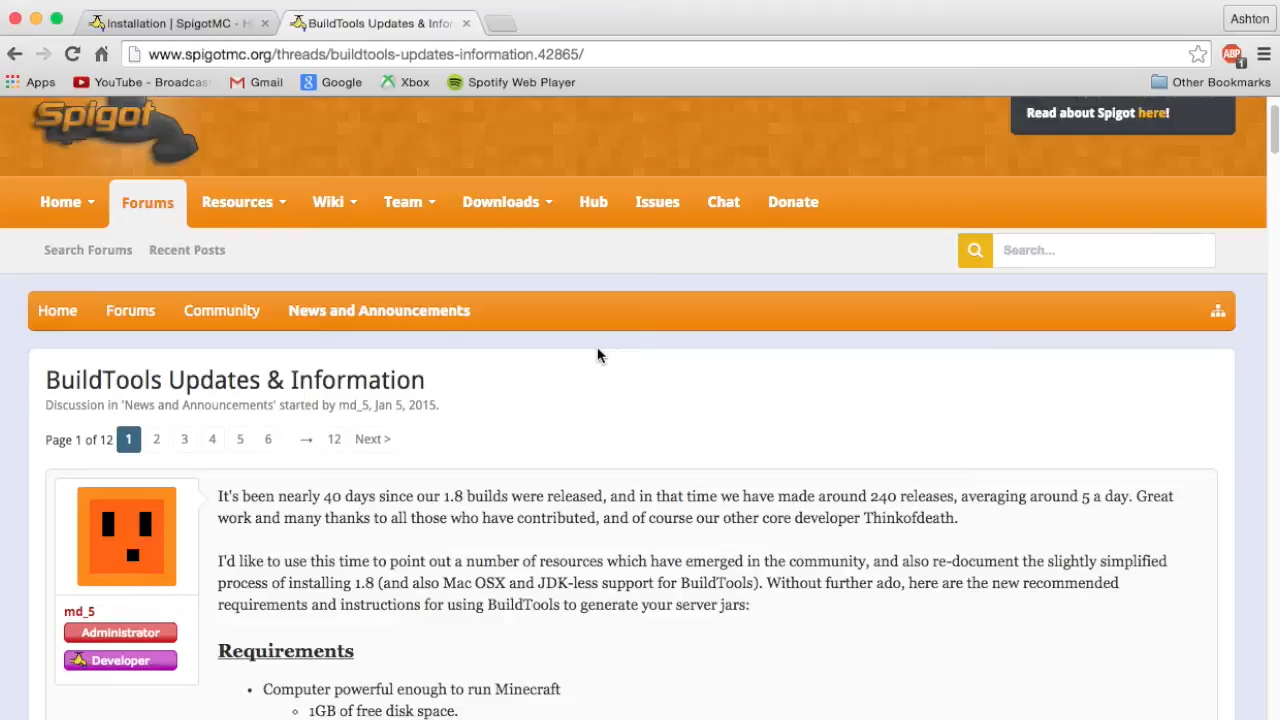 Installation | SpigotMC - H
BuildTools Updates & Infor
Ashton
www.spigotmc.org/threads/buildtools-updates-information.42865/
ABP
1
Apps
YouTube - Broadcas
Gmail
Google
Xbox
Spotify Web Player
Other Bookmarks
Spigot
Read about Spigot here!
Home
Forums
Resources
Wiki
Team
Downloads
Hub
Issues
Chat
Donate
Search Forums
Recent Posts
Search...
Home
Forums
Community
News and Announcements
BuildTools Updates & Information
Discussion in 'News and Announcements' started by md_5, Jan 5, 2015.
Page 1 of 12 1 2 3 4 5 6 → 12 Next >
It's been nearly 40 days since our 1.8 builds were released, and in that time we have made around 240 releases, averaging around 5 a day. Great
work and many thanks to all those who have contributed, and of course our other core developer Thinkofdeath.
I'd like to use this time to point out a number of resources which have emerged in the community, and also re-document the slightly simplified
process of installing 1.8 (and also Mac OSX and JDK-less support for BuildTools). Without further ado, here are the new recommended
requirements and instructions for using BuildTools to generate your server jars:
md_5
Administrator
Developer
Requirements
• Computer powerful enough to run Minecraft
○ 1GB of free disk space.